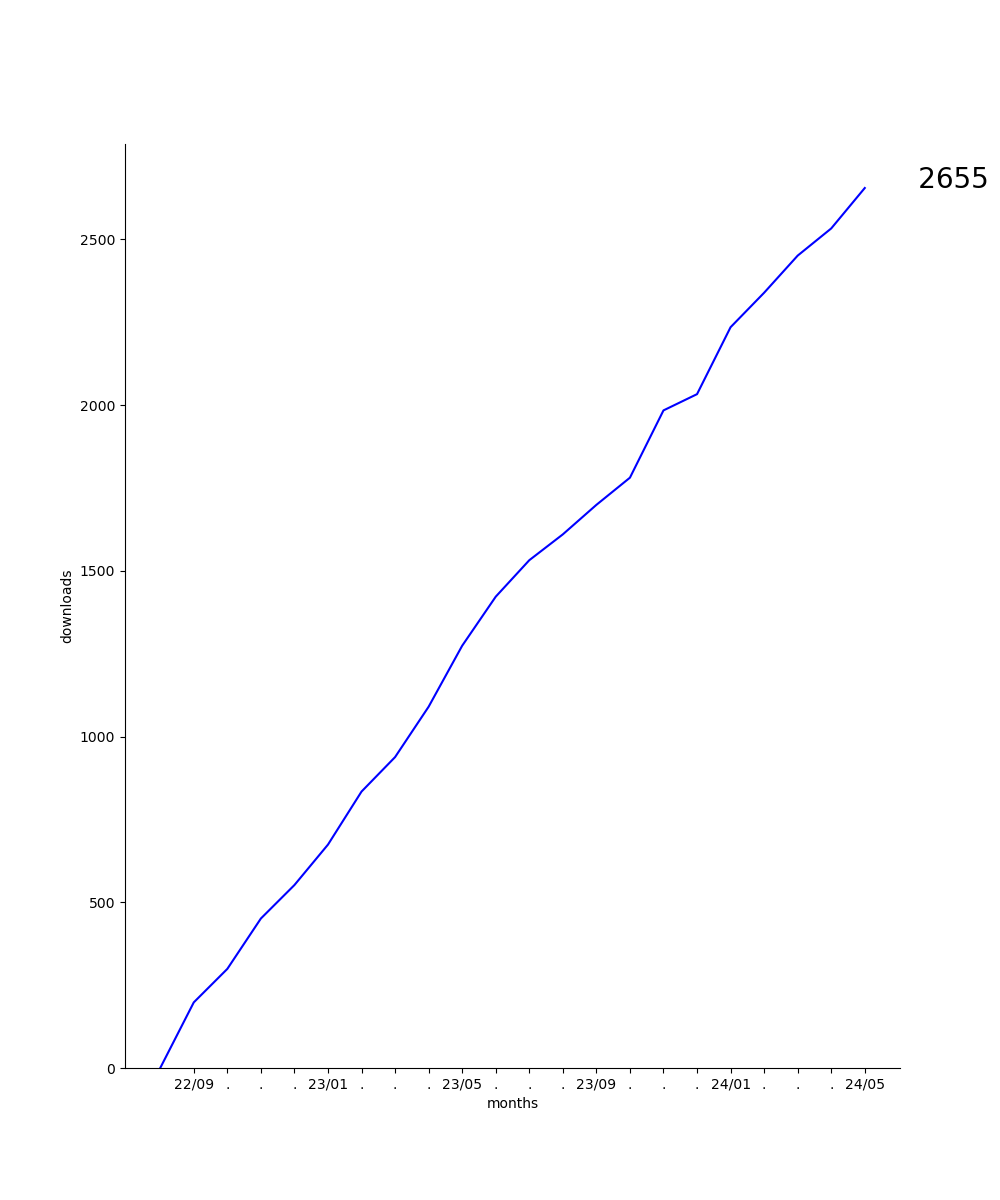 2655
2500
2000
1500
1000
500
0
downloads
22/09 . . . 23/01 . . . 23/05 . . . 23/09 . . . 24/01 . . . 24/05
months